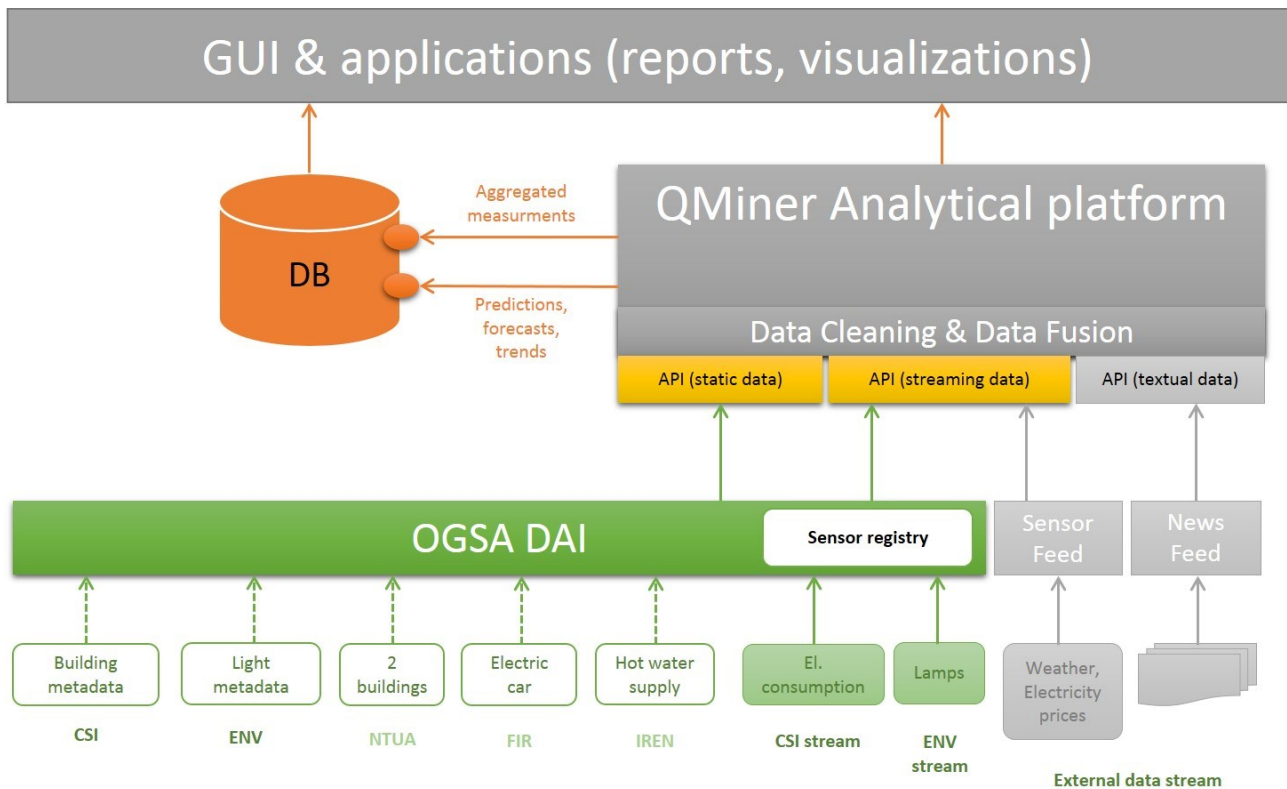 GUI & applications (reports, visualizations)
Aggregated
measurments
QMiner Analytical platform
DB
Predictions,
forecasts,
trends
Data Cleaning & Data Fusion
API (static data)
API (streaming data)
API (textual data)
OGSA DAI
Sensor registry
Sensor
Feed
News
Feed
Building
metadata
Light
metadata
2
buildings
Electric
car
Hot water
supply
El.
consumption
Lamps
Weather,
Electricity
prices
CSI
ENV
NTUA
FIR
IREN
CSI stream
ENV
stream
External data stream